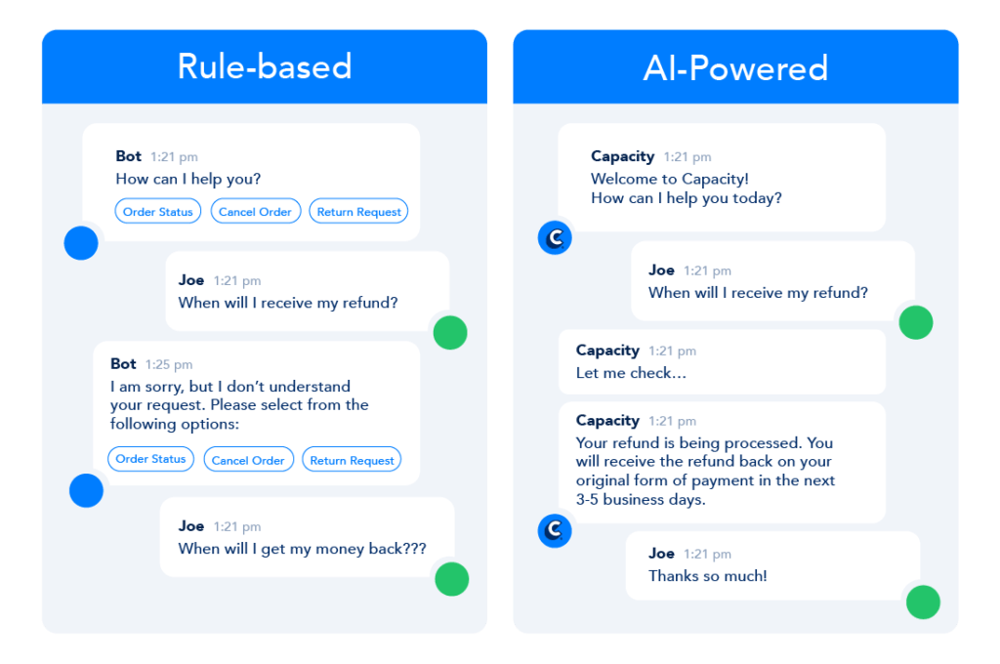 Rule-based
Bot 1:21 pm
How can I help you?
Order Status Cancel Order Return Request
Joe 1:21 pm
When will I receive my refund?
Bot 1:25 pm
I am sorry, but I don’t understand
your request. Please select from the
following options:
Order Status Cancel Order Return Request
Joe 1:21 pm
When will I get my money back???
AI-Powered
Capacity 1:21 pm
Welcome to Capacity!
How can I help you today?
C
Joe 1:21 pm
When will I receive my refund?
Capacity 1:21 pm
Let me check...
Capacity 1:21 pm
Your refund is being processed. You
will receive the refund back on your
original form of payment in the next
3-5 business days.
C
Joe 1:21 pm
Thanks so much!